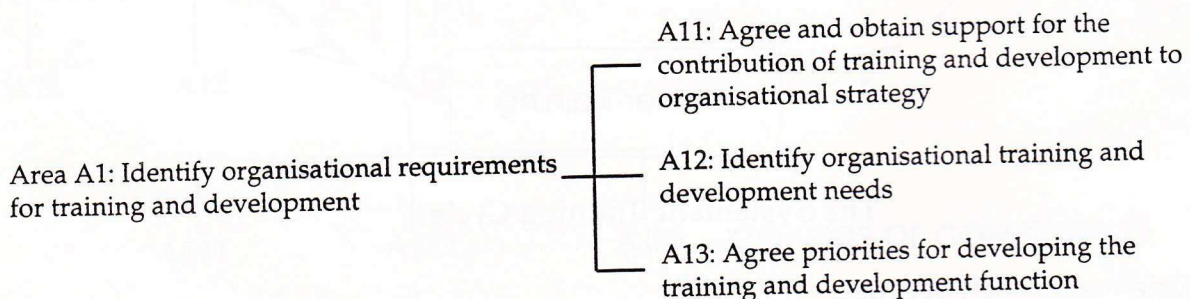 A11: Agree and obtain support for the
contribution of training and development to
organisational strategy
Area A1: Identify organisational requirements
for training and development
A12: Identify organisational training and
development needs
A13: Agree priorities for developing the
training and development function